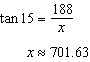 tan 15 = 188/x
x ≈ 701.63